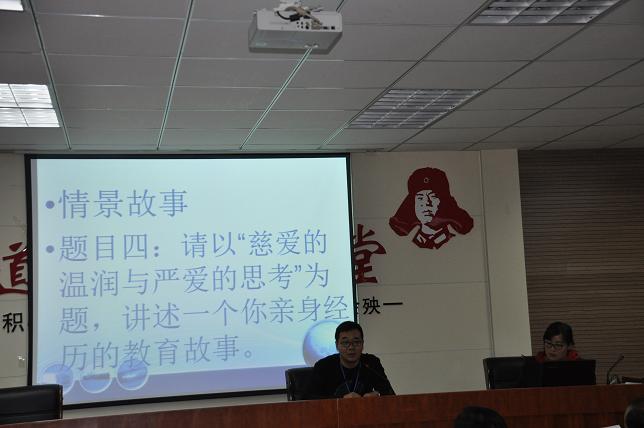 •情景故事
•题目四：请以“慈爱的
温润与严爱的思考”为
题，讲述一个你亲身经
历的教育故事。
道
堂
积
殃一